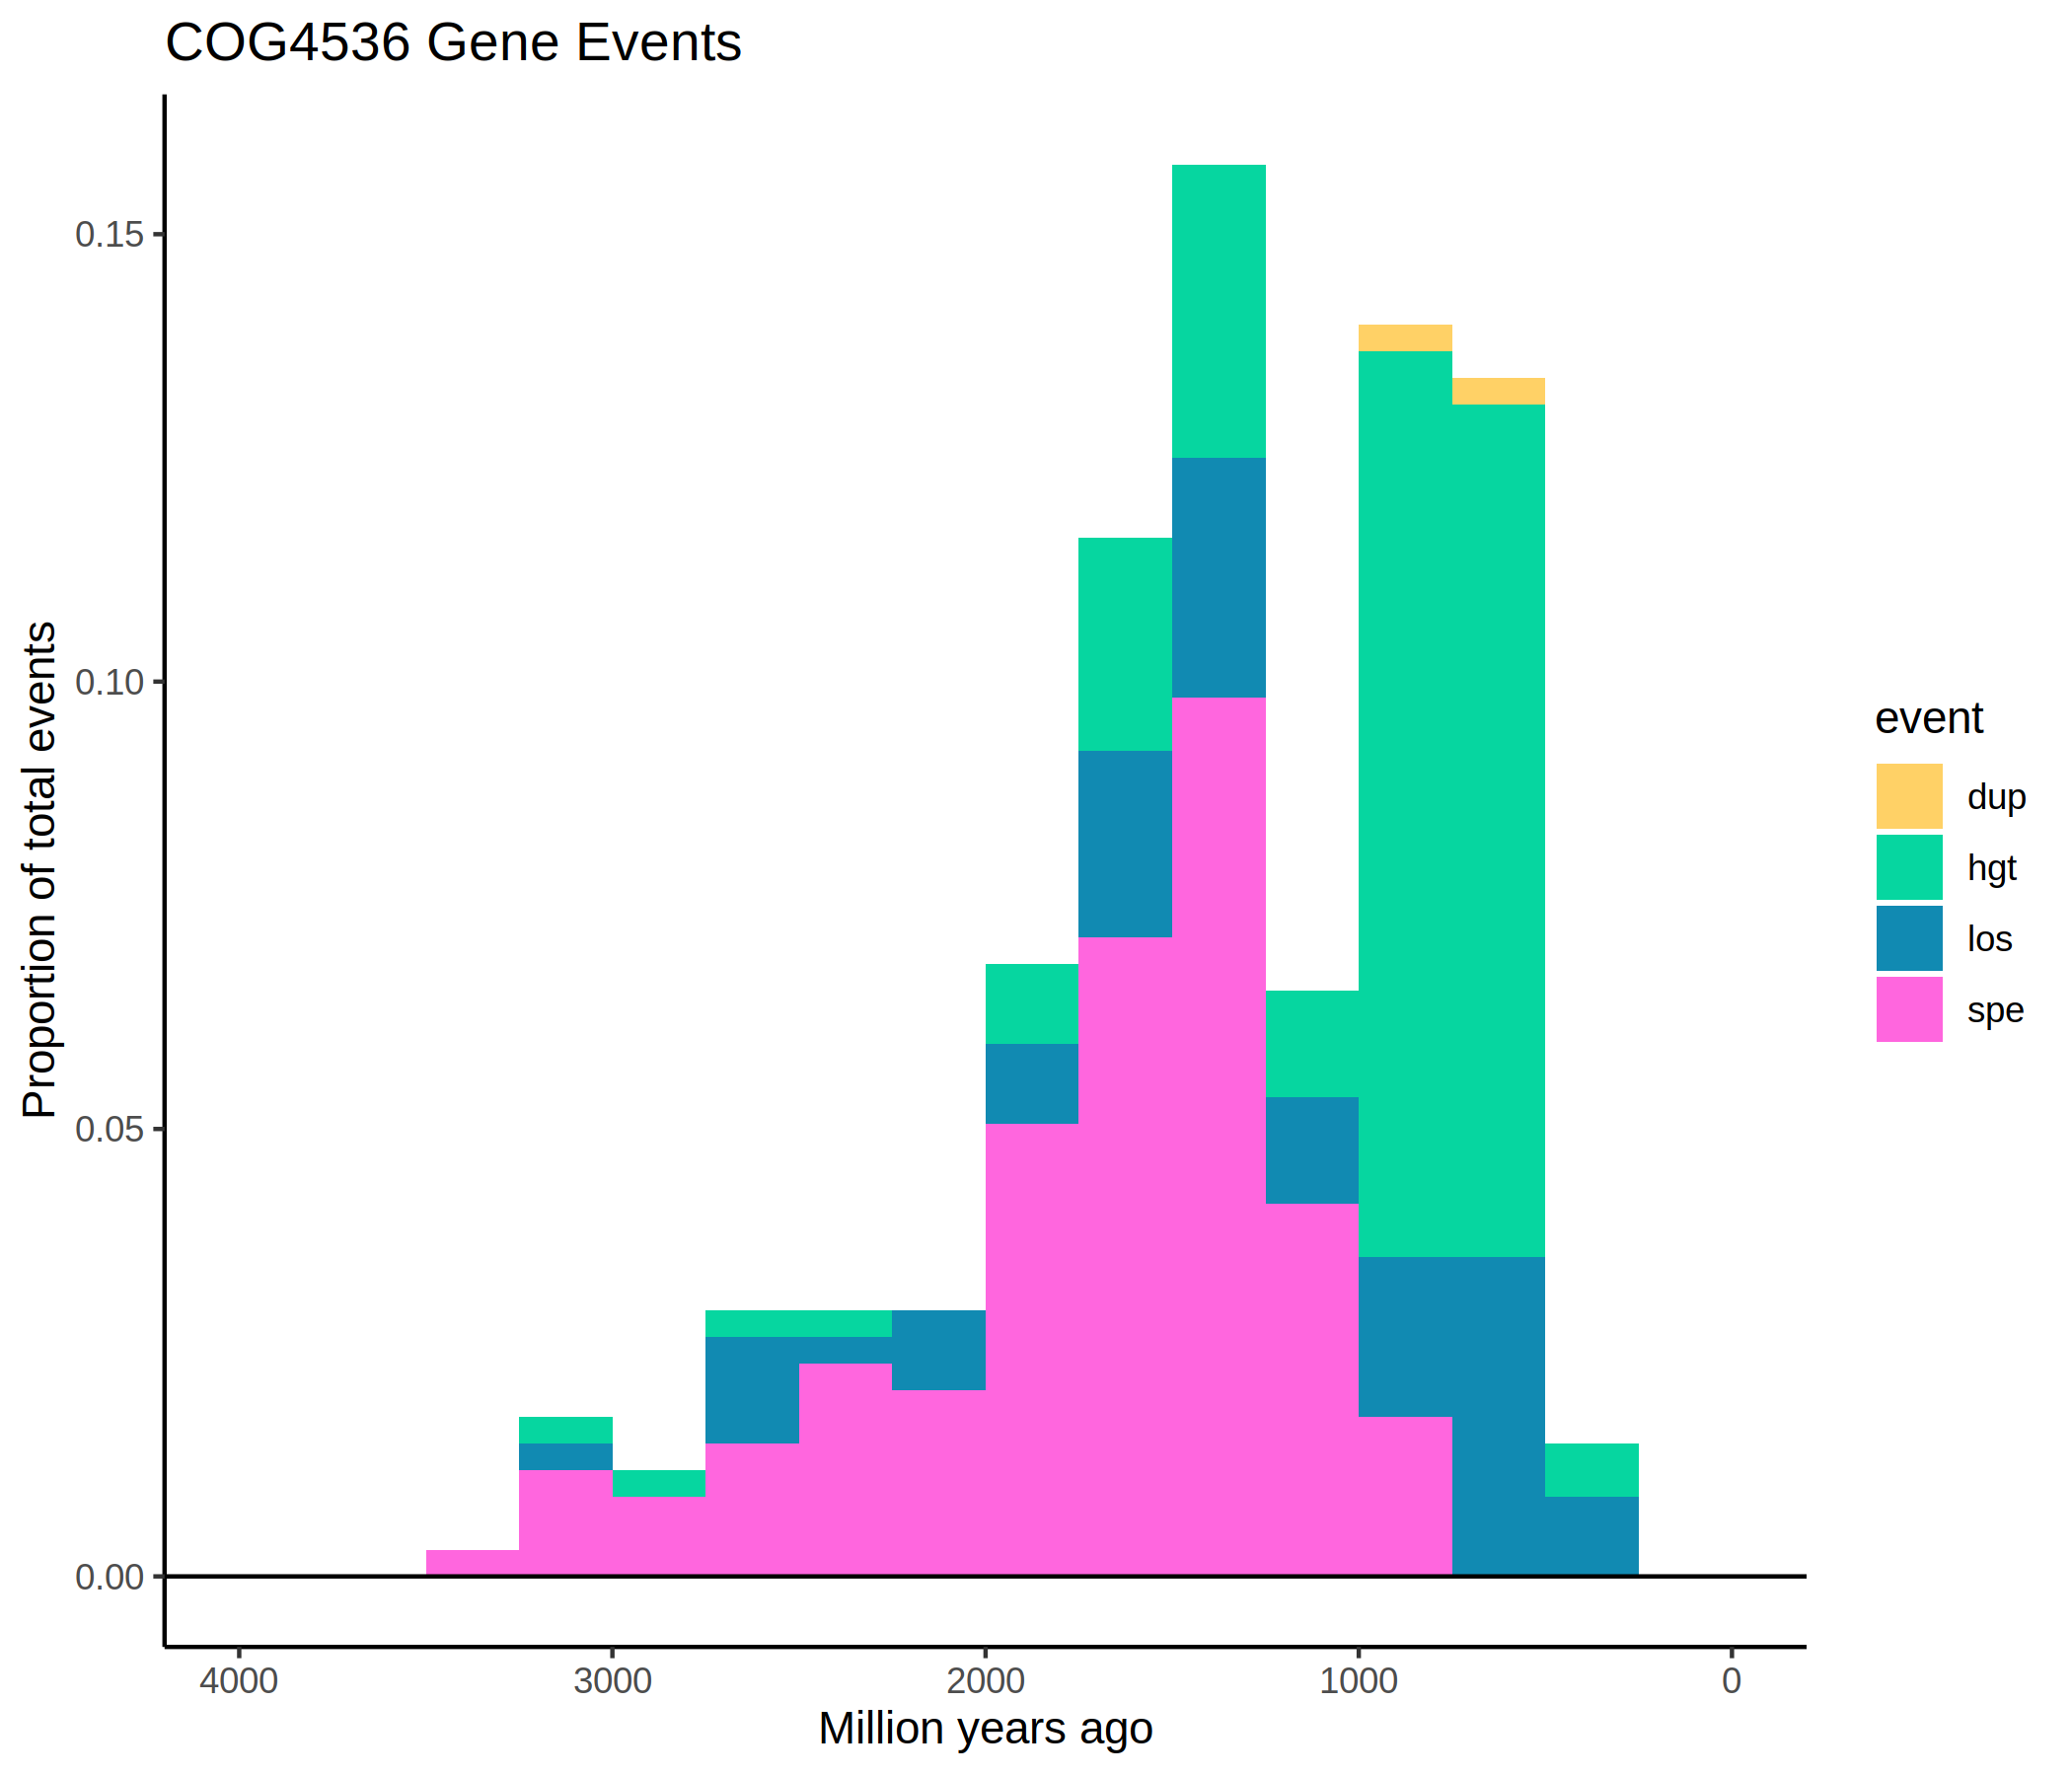 COG4536 Gene Events
Proportion of total events
0.15
0.10
0.05
0.00
4000 3000 2000 1000 0
Million years ago
event
dup
hgt
los
spe